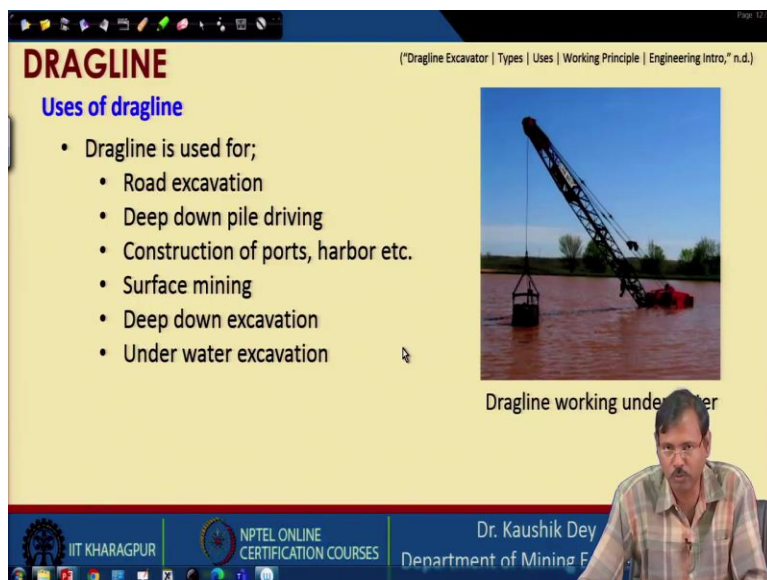 Page 12/
DRAGLINE
("Dragline Excavator | Types | Uses | Working Principle | Engineering Intro," n.d.)
Uses of dragline
• Dragline is used for;
• Road excavation
• Deep down pile driving
• Construction of ports, harbor etc.
• Surface mining
• Deep down excavation
• Under water excavation
Dragline working
IIT KHARAGPUR
NPTEL ONLINE
CERTIFICATION COURSES
Dr. Kaushik Dey
Department of Mining E